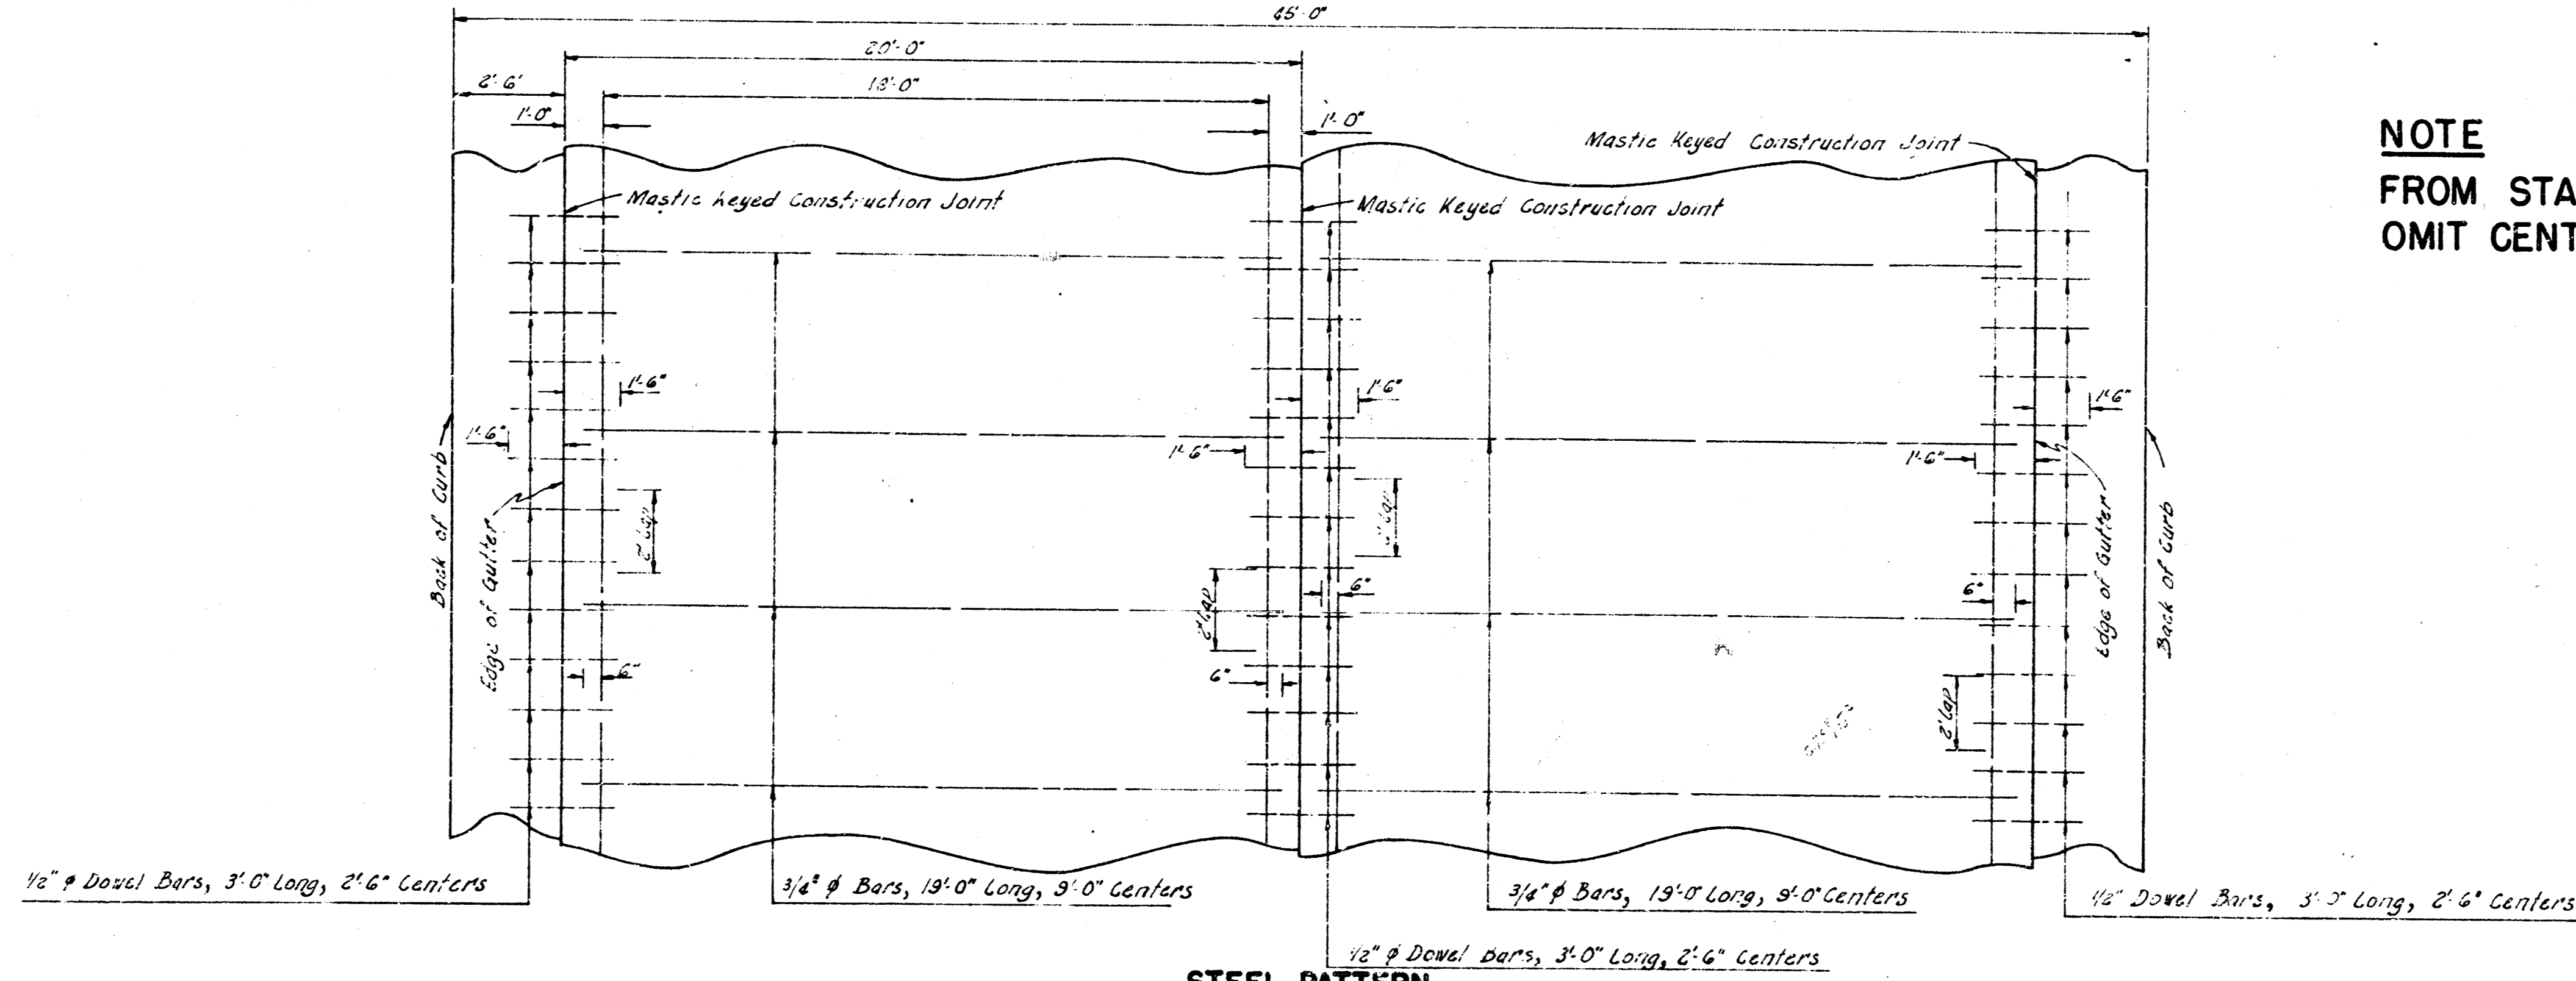 45'-0"
20'-0"
2'-6"
18'-0"
1'-0"
1'-0"
NOTE
FROM STA
OMIT CENT
Mastic Keyed Construction Joint
Mastic Keyed Construction Joint
Mastic Keyed Construction Joint
1'-6"
1'-6"
1'-6"
1'-6"
1'-6"
1'-6"
Back of Curb
Edge of Gutter
2' Lap
2' Lap
2' Lap
2' Lap
6"
6"
6"
6"
Edge of Gutter
Back of Curb
1/2" ϕ Dowel Bars, 3'-0" Long, 2'-6" Centers
3/4" ϕ Bars, 19'-0" Long, 9'-0" Centers
3/4" ϕ Bars, 19'-0" Long, 9'-0" Centers
1/2" Dowel Bars, 3'-0" Long, 2'-6" Centers
1/2" ϕ Dowel Bars, 3'-0" Long, 2'-6" Centers
STEEL PATTERN